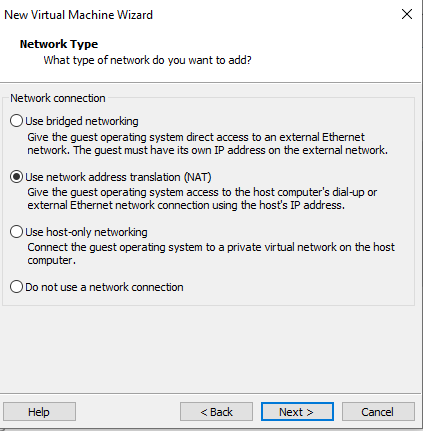 New Virtual Machine Wizard
Network Type
What type of network do you want to add?
Network connection
Use bridged networking
Give the guest operating system direct access to an external Ethernet
network. The guest must have its own IP address on the external network.
Use network address translation (NAT)
Give the guest operating system access to the host computer's dial-up or
external Ethernet network connection using the host's IP address.
Use host-only networking
Connect the guest operating system to a private virtual network on the host
computer.
Do not use a network connection
Help
< Back
Next >
Cancel